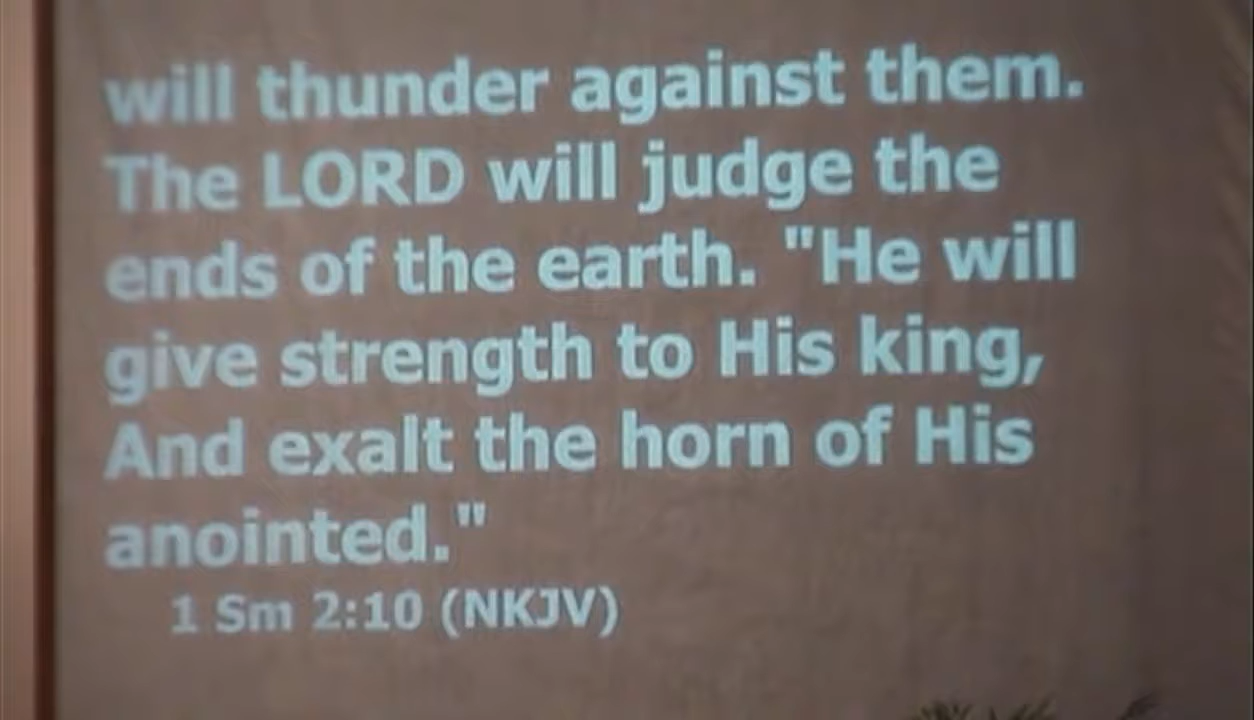 will thunder against them.
The LORD will judge the
ends of the earth. "He will
give strength to His king,
And exalt the horn of His
anointed."
1 Sm 2:10 (NKJV)